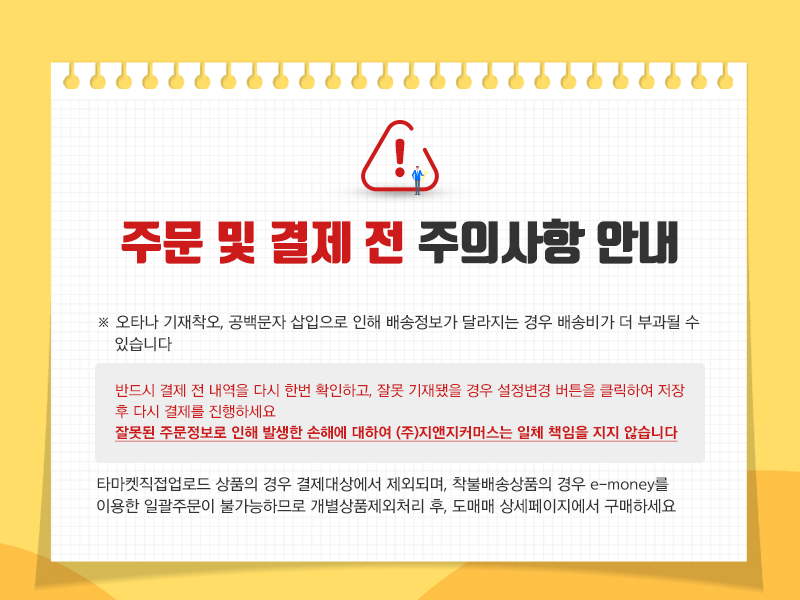 주문 및 결제 전 주의사항 안내
※ 오타나 기재착오, 공백문자 삽입으로 인해 배송정보가 달라지는 경우 배송비가 더 부과될 수
있습니다
반드시 결제 전 내역을 다시 한번 확인하고, 잘못 기재됐을 경우 설정변경 버튼을 클릭하여 저장
후 다시 결제를 진행하세요
잘못된 주문정보로 인해 발생한 손해에 대하여 (주)지앤지커머스는 일체 책임을 지지 않습니다
타마켓직접업로드 상품의 경우 결제대상에서 제외되며, 착불배송상품의 경우 e-money를
이용한 일괄주문이 불가능하므로 개별상품제외처리 후, 도매매 상세페이지에서 구매하세요